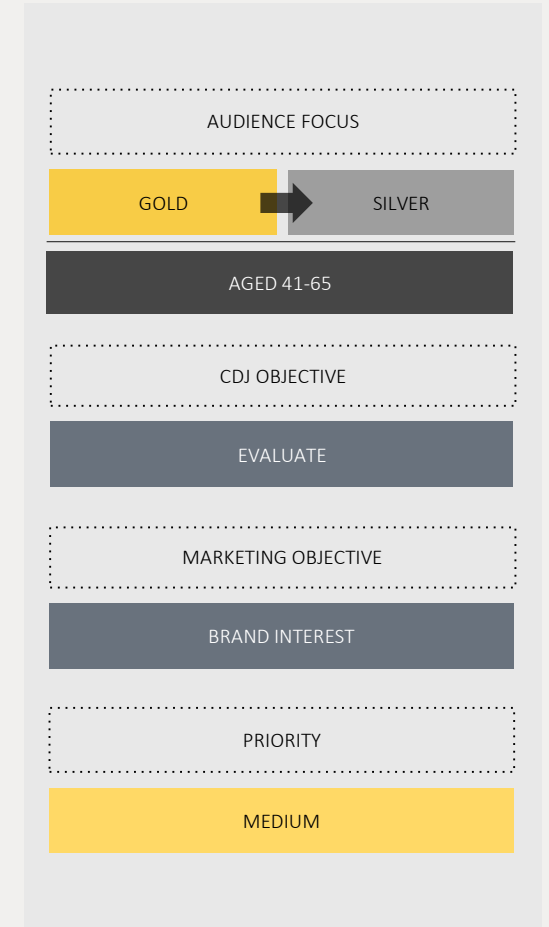 AUDIENCE FOCUS
GOLD SILVER
AGED 41-65
CDJ OBJECTIVE
EVALUATE
MARKETING OBJECTIVE
BRAND INTEREST
PRIORITY
MEDIUM